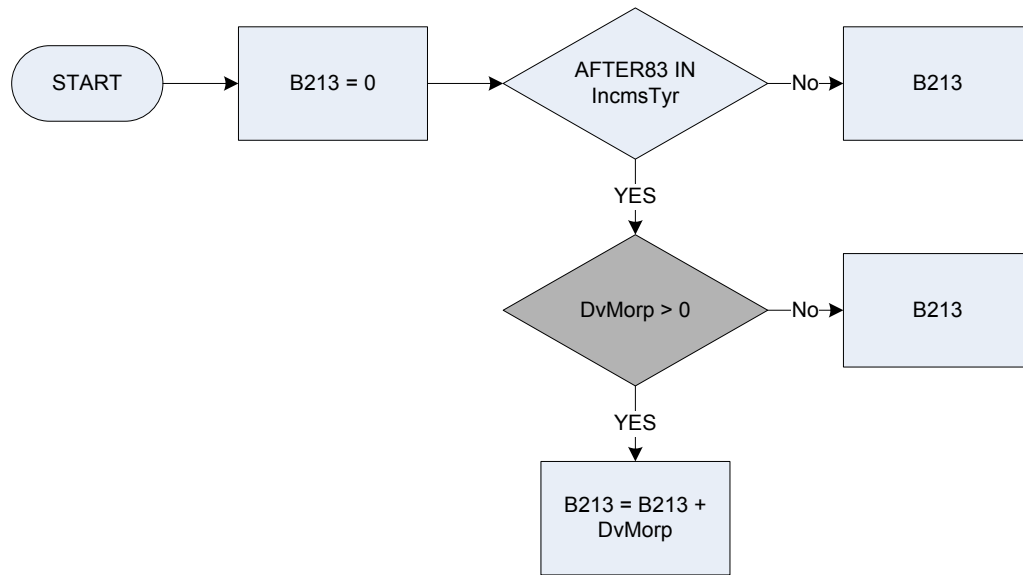 START
B213 = 0
AFTER83 IN
IncmsTyr
No
B213
YES
DvMorp > 0
No
B213
YES
B213 = B213 +
DvMorp